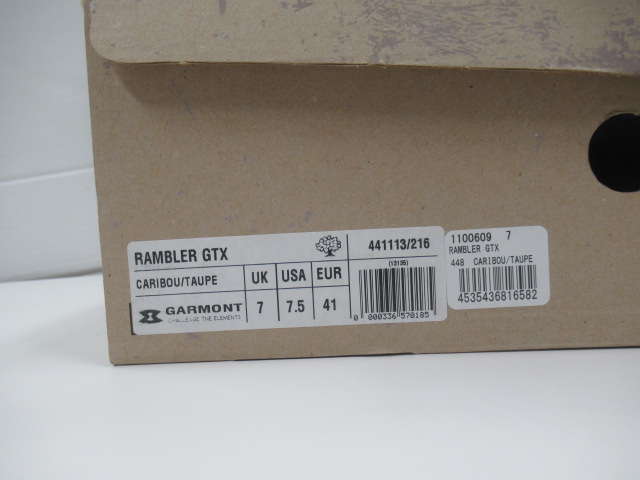 RAMBLER GTX
441113/216
CARIBOU/TAUPE
UK USA EUR
(13135)
GARMONT
CHALLENGE THE ELEMENTS
7 7.5 41
0 000336 570185
1100609 7
RAMBLER GTX
448 CARIBOU/TAUPE
4535436816582